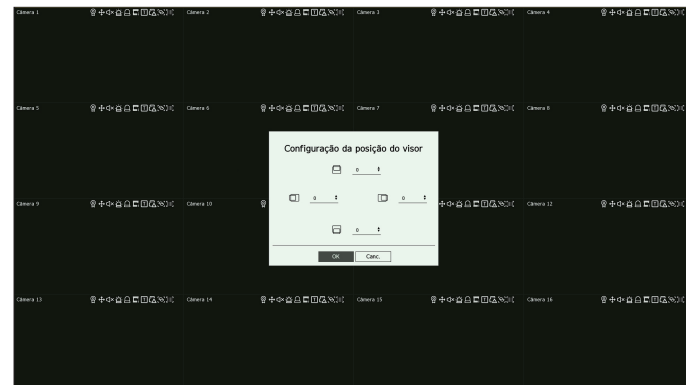 Câmera 1
Câmera 2
Câmera 3
Câmera 4
Câmera 5
Câmera 6
Câmera 7
Câmera 8
Configuração da posição do visor
0
0
0
Câmera 9
Câmera 10
Câmera 12
0
OK
Canc.
Câmera 13
Câmera 14
Câmera 15
Câmera 16